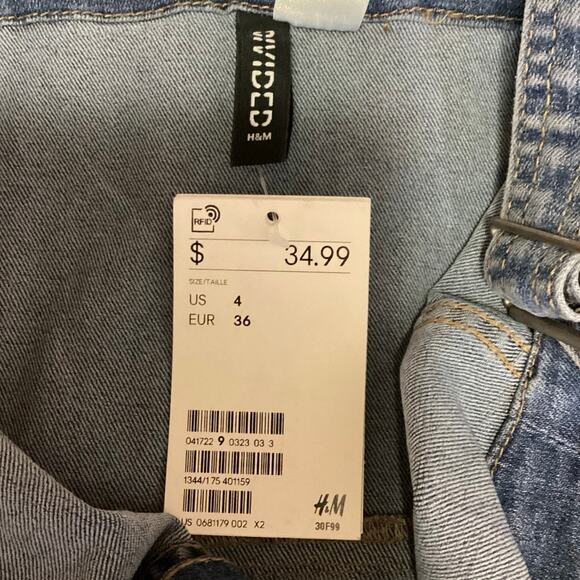 DIVIDED
H&M
RFID
$ 34.99
SIZE/TAILLE
US 4
EUR 36
041722 9 0323 03 3
1344/175 401159
US 0681179 002 X2
H&M
30F99